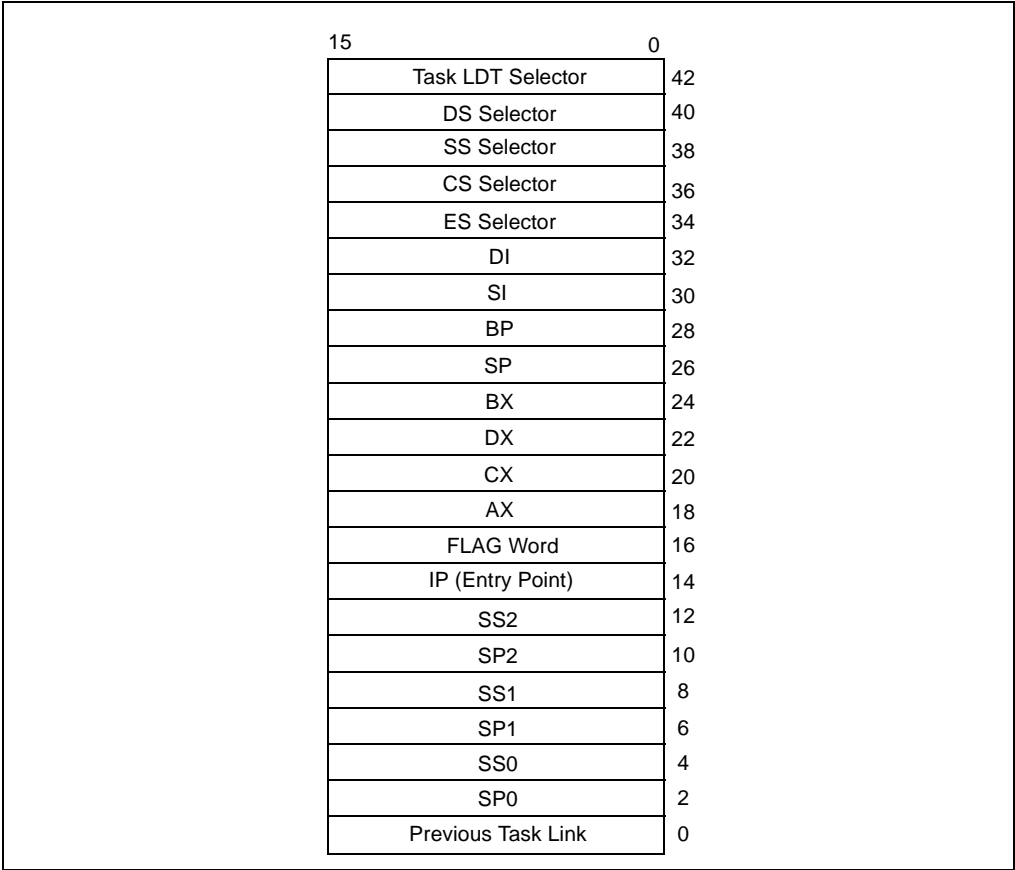 15 0
Task LDT Selector 42
DS Selector 40
SS Selector 38
CS Selector 36
ES Selector 34
DI 32
SI 30
BP 28
SP 26
BX 24
DX 22
CX 20
AX 18
FLAG Word 16
IP (Entry Point) 14
SS2 12
SP2 10
SS1 8
SP1 6
SS0 4
SP0 2
Previous Task Link 0